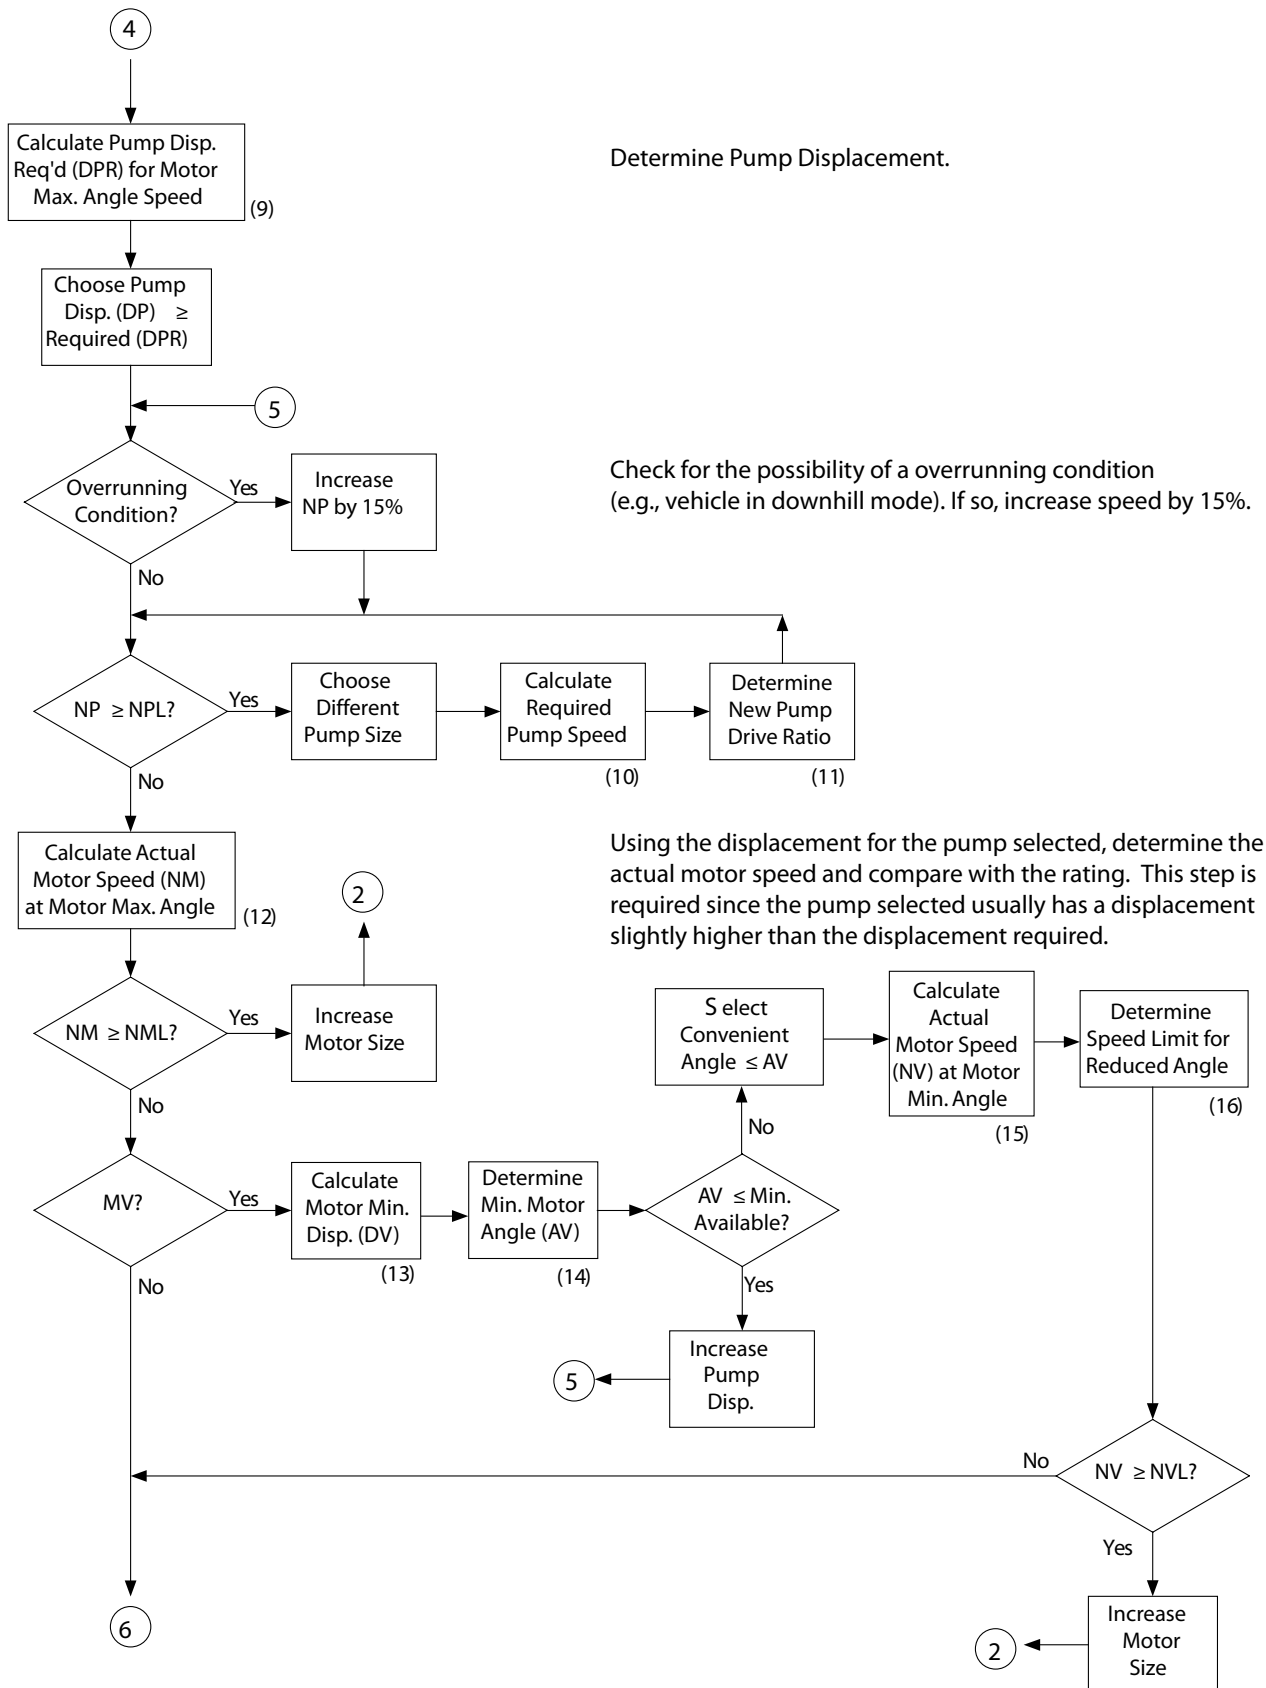 4
Calculate Pump Disp.
Req'd (DPR) for Motor
Max. Angle Speed
(9)
Determine Pump Displacement.
Choose Pump
Disp. (DP) ≥
Required (DPR)
5
Overrunning
Condition?
Yes
No
Increase
NP by 15%
Check for the possibility of a overrunning condition
(e.g., vehicle in downhill mode). If so, increase speed by 15%.
NP ≥ NPL?
Yes
No
Choose
Different
Pump Size
Calculate
Required
Pump Speed
(10)
Determine
New Pump
Drive Ratio
(11)
Calculate Actual
Motor Speed (NM)
at Motor Max. Angle
(12)
Using the displacement for the pump selected, determine the
actual motor speed and compare with the rating. This step is
required since the pump selected usually has a displacement
slightly higher than the displacement required.
2
NM ≥ NML?
Yes
No
Increase
Motor Size
S elect
Convenient
Angle ≤ AV
Calculate
Actual
Motor Speed
(NV) at Motor
Min. Angle
(15)
Determine
Speed Limit for
Reduced Angle
(16)
MV?
Yes
No
Calculate
Motor Min.
Disp. (DV)
(13)
Determine
Min. Motor
Angle (AV)
(14)
No
AV ≤ Min.
Available?
Yes
Increase
Pump
Disp.
5
NV ≥ NVL?
No
Yes
Increase
Motor
Size
2
6